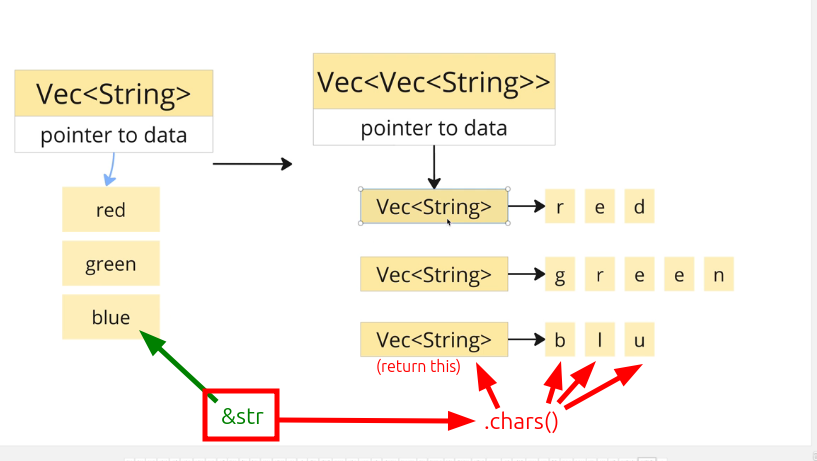 Vec<String>
pointer to data
red
green
blue
&str
Vec<Vec<String>>
pointer to data
Vec<String>
r e d
Vec<String>
g r e e n
Vec<String>
b l u
(return this)
.chars()